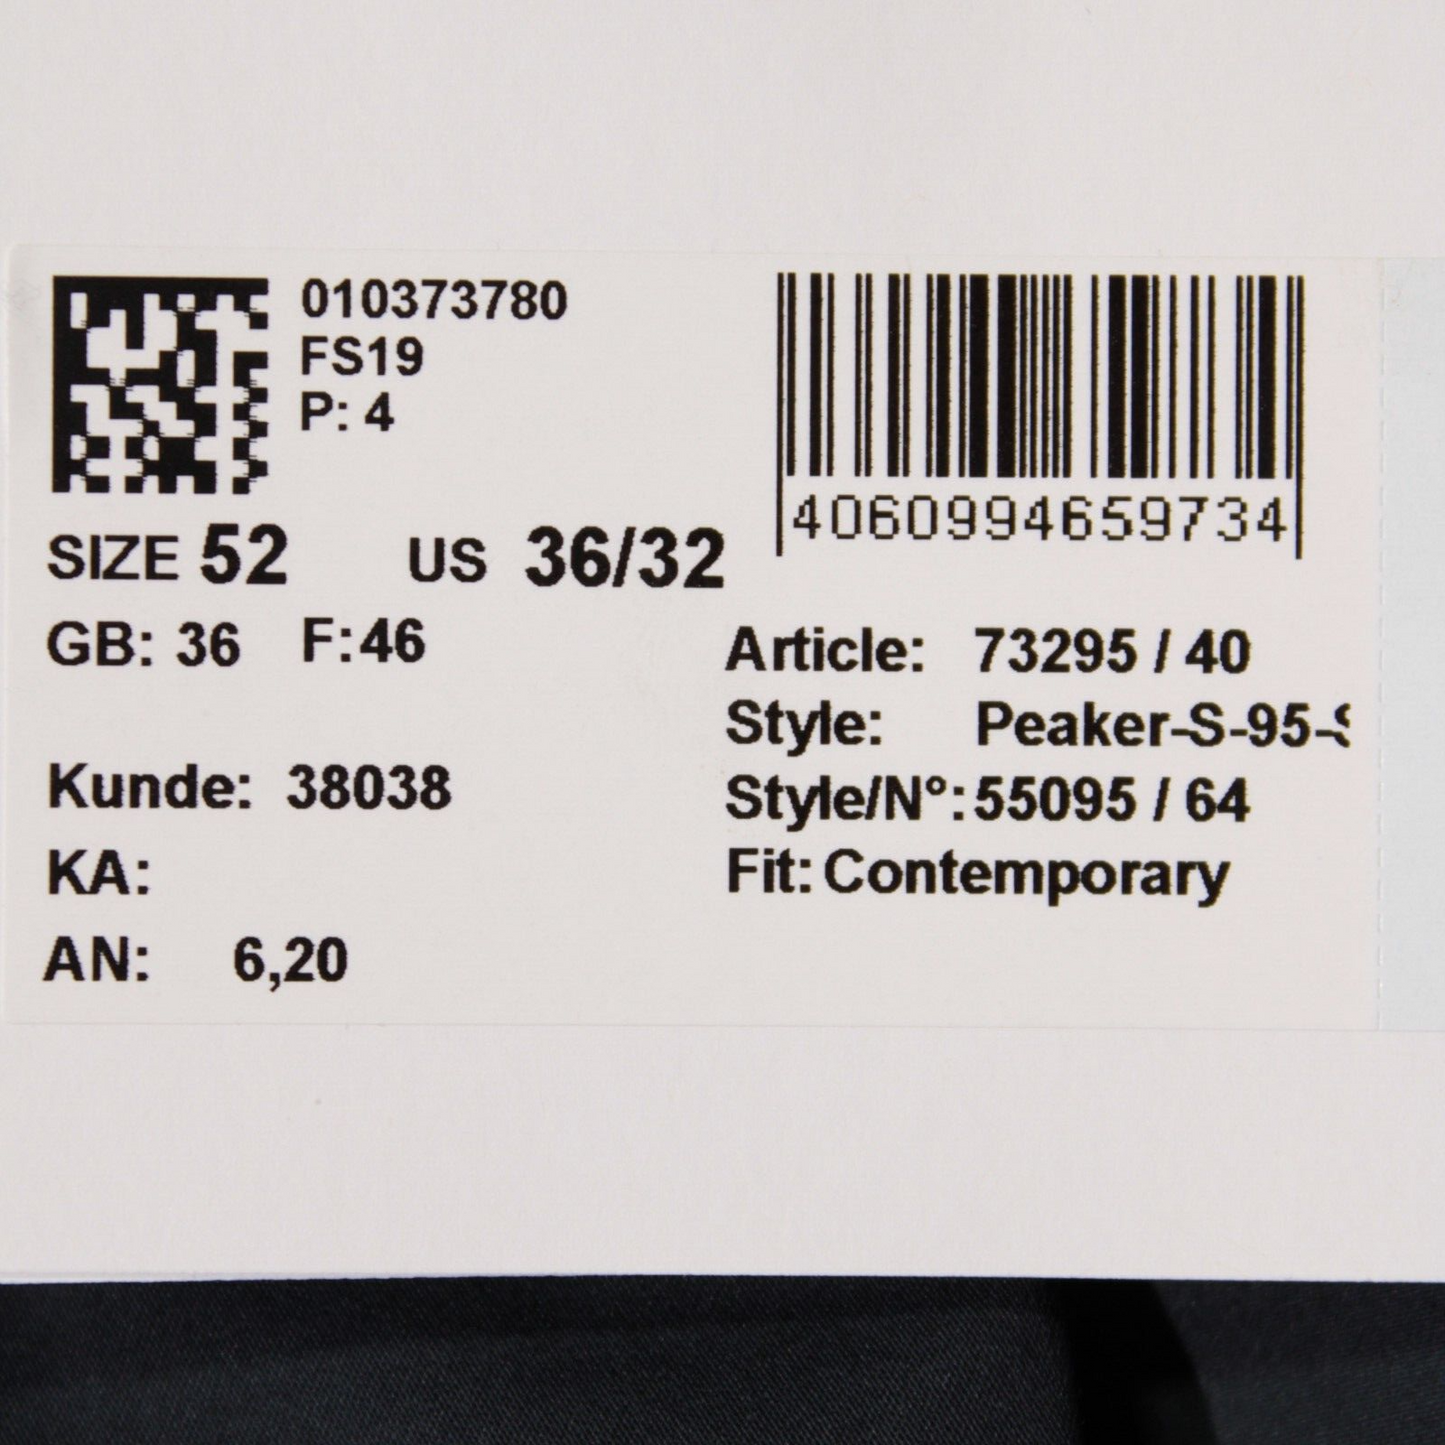 010373780
FS19
P: 4
4060994659734
SIZE 52 US 36/32
GB: 36 F:46
Article: 73295 / 40
Style: Peaker-S-95-
Style/N°: 55095 / 64
Fit: Contemporary
Kunde: 38038
KA:
AN: 6,20